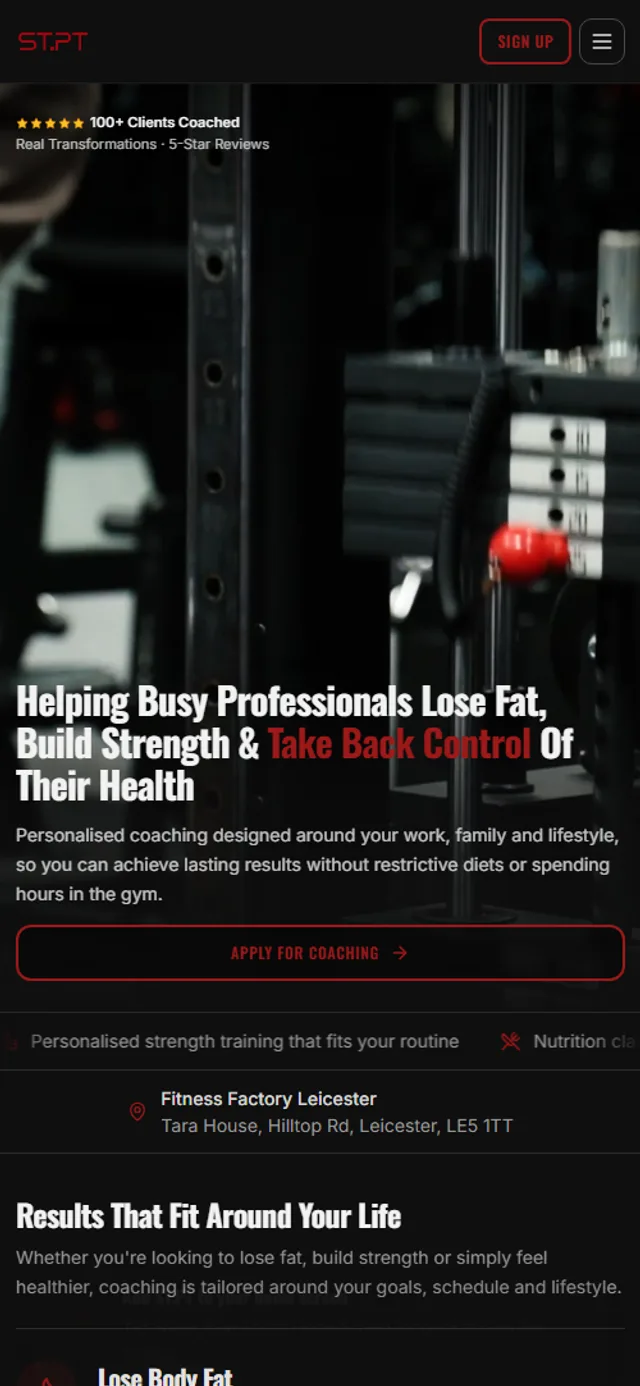 ST.PT
SIGN UP
100+ Clients Coached
Real Transformations · 5-Star Reviews
10
15
20
Helping Busy Professionals Lose Fat,
Build Strength & Take Back Control Of
Their Health
Personalised coaching designed around your work, family and lifestyle,
so you can achieve lasting results without restrictive diets or spending
hours in the gym.
APPLY FOR COACHING →
Personalised strength training that fits your routine
Nutrition cla
Fitness Factory Leicester
Tara House, Hilltop Rd, Leicester, LE5 1TT
Results That Fit Around Your Life
Whether you're looking to lose fat, build strength or simply feel
healthier, coaching is tailored around your goals, schedule and lifestyle.
Lose Body Fat